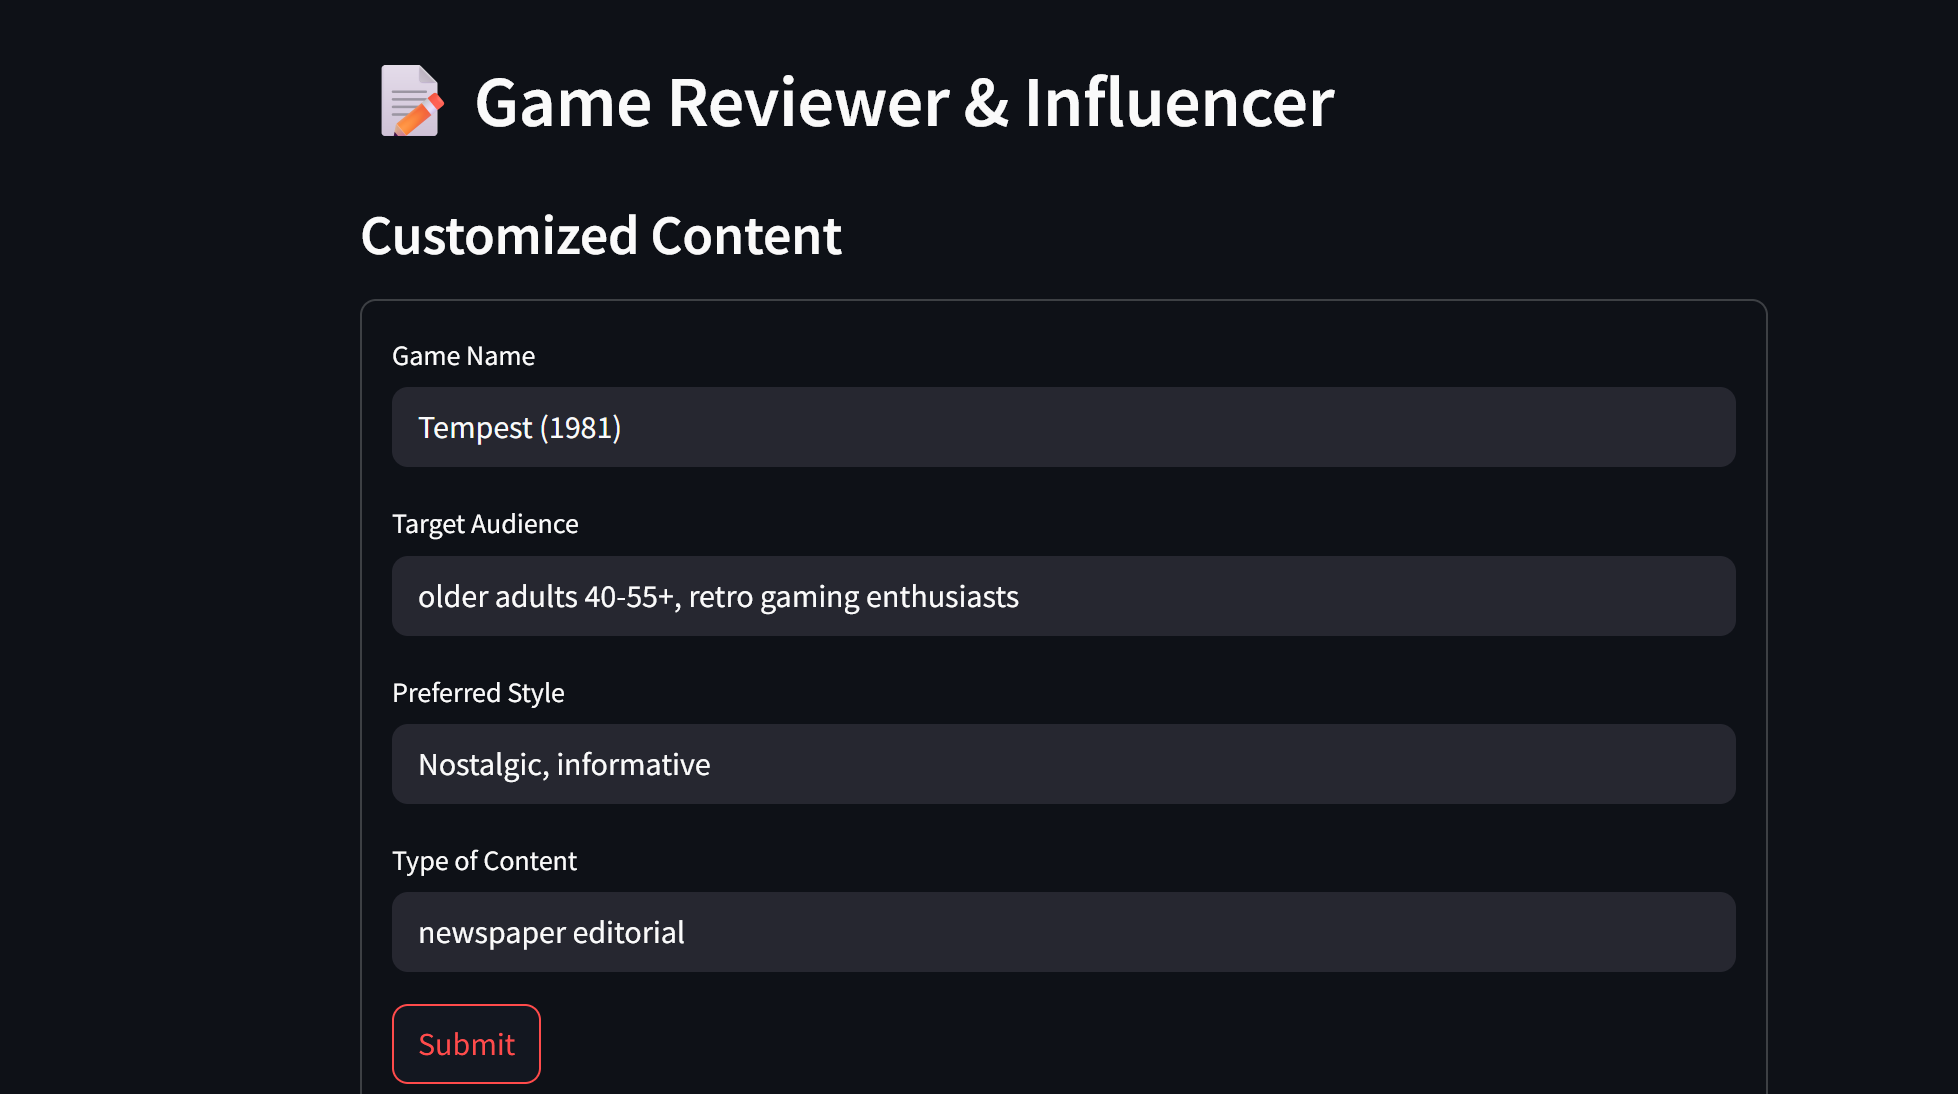 Game Reviewer & Influencer
Customized Content
Game Name
Tempest (1981)
Target Audience
older adults 40-55+, retro gaming enthusiasts
Preferred Style
Nostalgic, informative
Type of Content
newspaper editorial
Submit